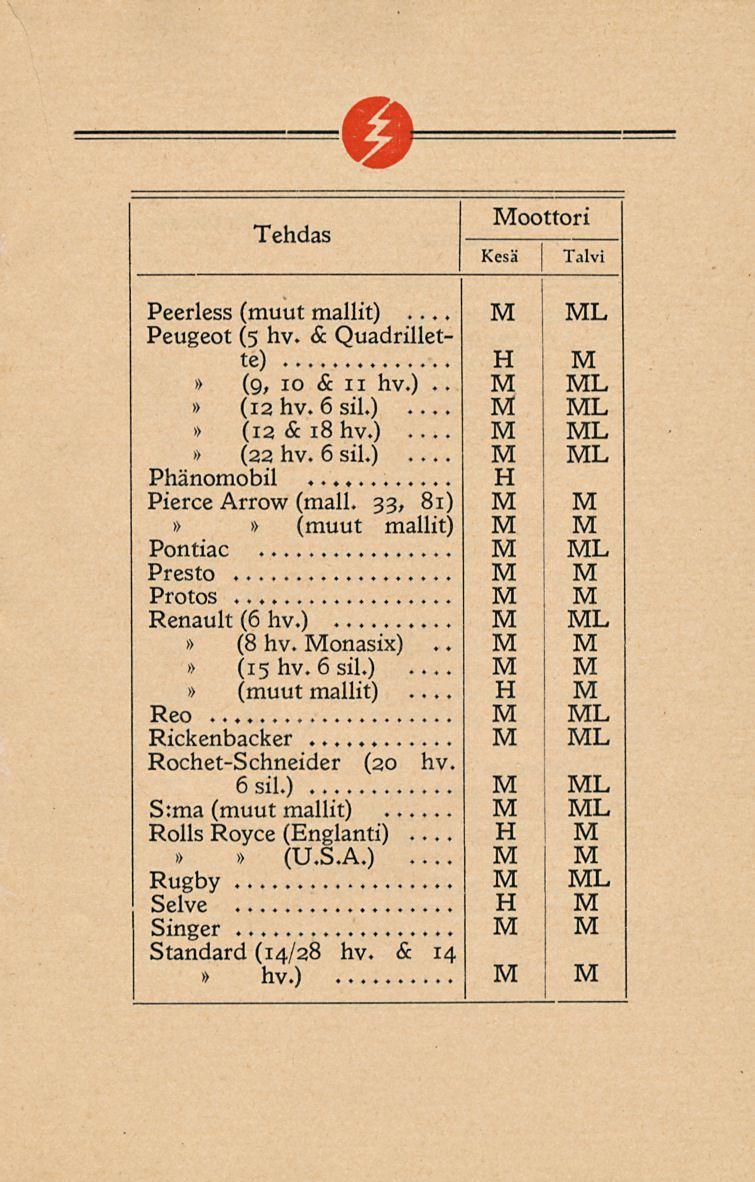 Tehdas Moottori
Kesä Talvi
Peerless (muut mallit) .... M ML
Peugeot (5 hv. & Quadrillet-
te) .............. H M
» (9, 10 & 11 hv.) .. M ML
» (12 hv. 6 sil.) .... M ML
» (12 & 18 hv.) .... M ML
» (22 hv. 6 sil.) .... M ML
Phänomobil ............ H
Pierce Arrow (mall. 33, 81) M M
» » (muut mallit) M M
Pontiac ................ M ML
Presto .................. M M
Protos .................. M M
Renault (6 hv.) .......... M ML
» (8 hv. Monasix) .. M M
» (15 hv. 6 sil.) .... M M
» (muut mallit) .... H M
Reo .................... M ML
Rickenbacker ............ M ML
Rochet-Schneider (20 hv.
6 sil.) ............ M ML
S:ma (muut mallit) ...... M ML
Rolls Royce (Englanti) .... H M
» » (U.S.A.) .... M M
Rugby .................. M ML
Selve .................. H M
Singer .................. M M
Standard (14/28 hv. & 14
» hv.) .......... M M